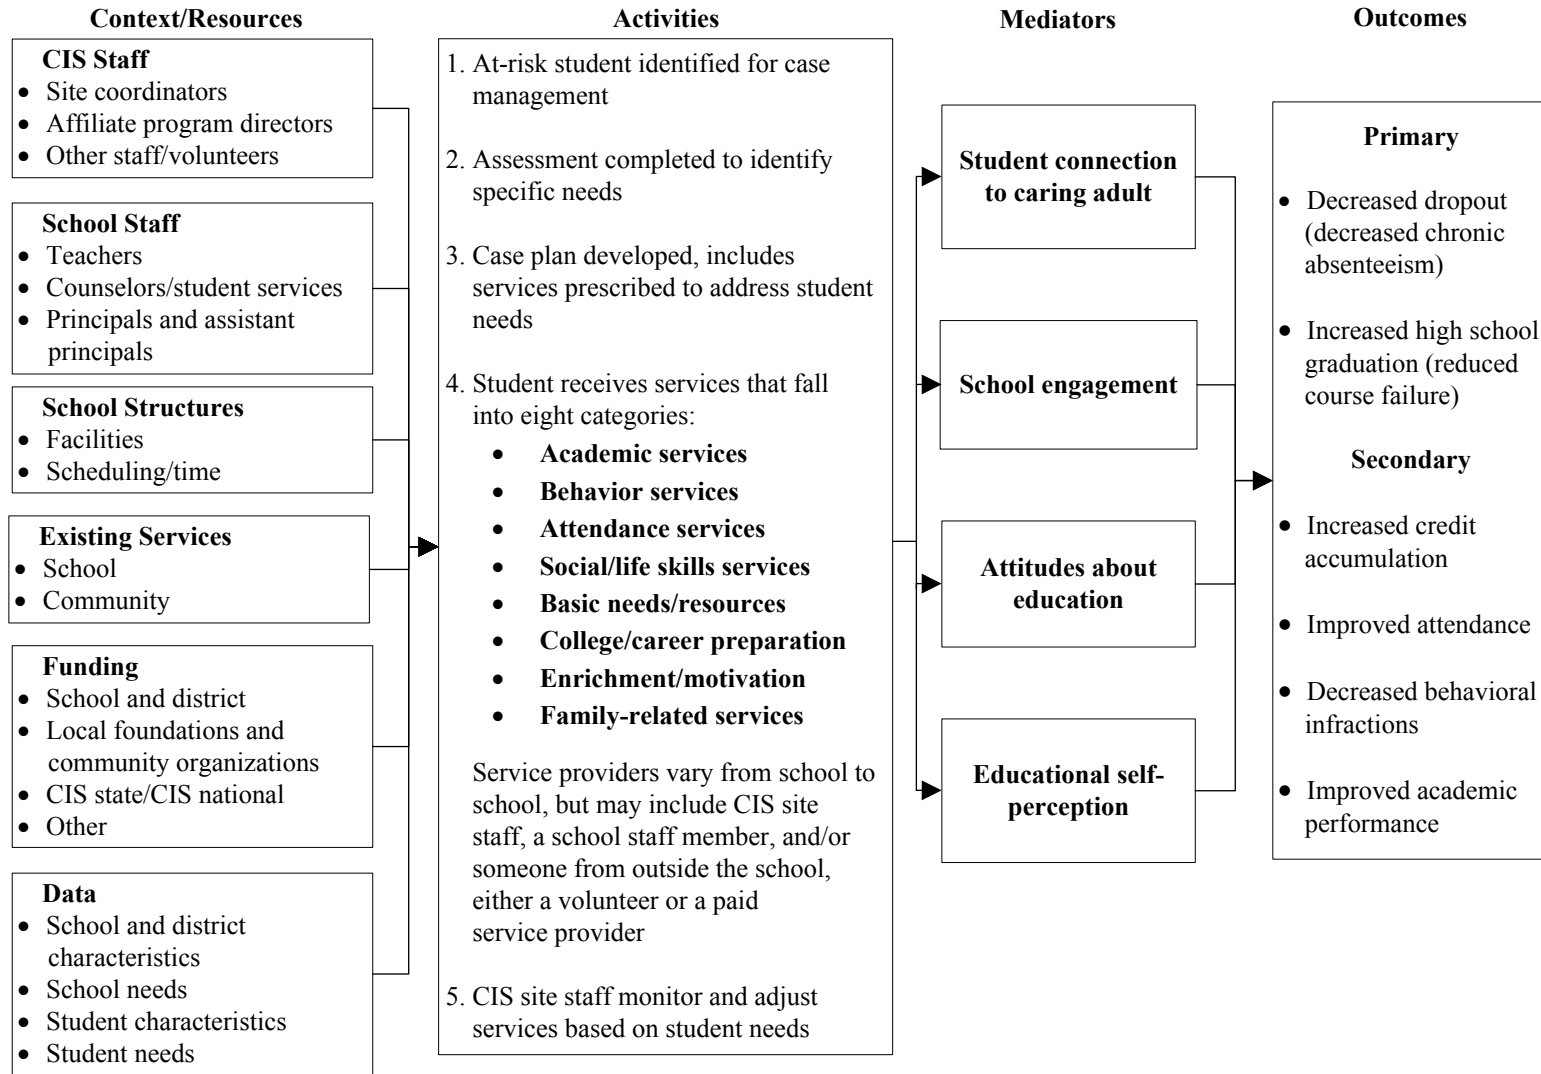 Context/Resources
CIS Staff
• Site coordinators
• Affiliate program directors
• Other staff/volunteers
School Staff
• Teachers
• Counselors/student services
• Principals and assistant
principals
School Structures
• Facilities
• Scheduling/time
Existing Services
• School
• Community
Funding
• School and district
• Local foundations and
community organizations
• CIS state/CIS national
• Other
Data
• School and district
characteristics
• School needs
• Student characteristics
• Student needs
Activities
1. At-risk student identified for case
management
2. Assessment completed to identify
specific needs
3. Case plan developed, includes
services prescribed to address student
needs
4. Student receives services that fall
into eight categories:
• Academic services
• Behavior services
• Attendance services
• Social/life skills services
• Basic needs/resources
• College/career preparation
• Enrichment/motivation
• Family-related services
Service providers vary from school to
school, but may include CIS site
staff, a school staff member, and/or
someone from outside the school,
either a volunteer or a paid
service provider
5. CIS site staff monitor and adjust
services based on student needs
Mediators
Student connection
to caring adult
School engagement
Attitudes about
education
Educational self-
perception
Outcomes
Primary
• Decreased dropout
(decreased chronic
absenteeism)
• Increased high school
graduation (reduced
course failure)
Secondary
• Increased credit
accumulation
• Improved attendance
• Decreased behavioral
infractions
• Improved academic
performance